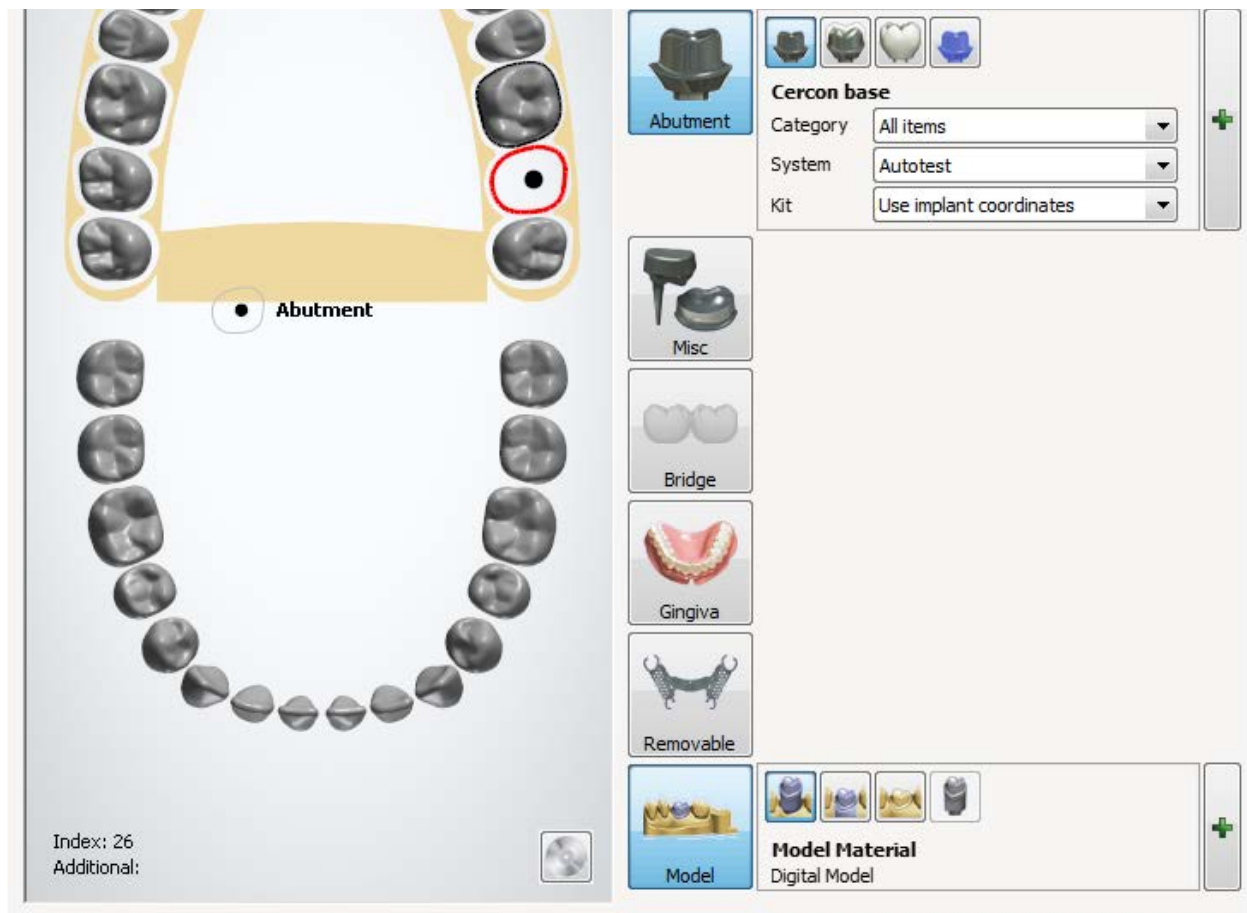 Abutment
Index: 26
Additional:
Abutment
Cercon base
Category All items
System Autotest
Kit Use implant coordinates
Misc
Bridge
Gingiva
Removable
Model
Model Material
Digital Model